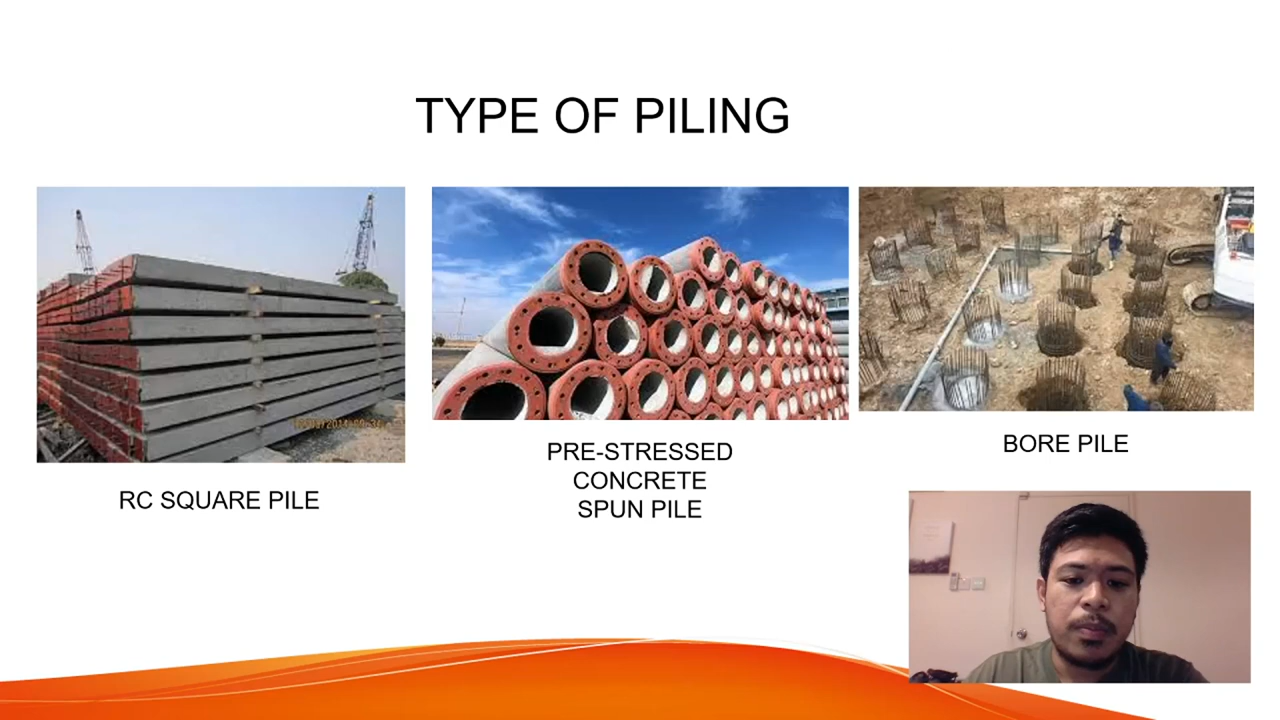 TYPE OF PILING
RC SQUARE PILE
PRE-STRESSED
CONCRETE
SPUN PILE
BORE PILE